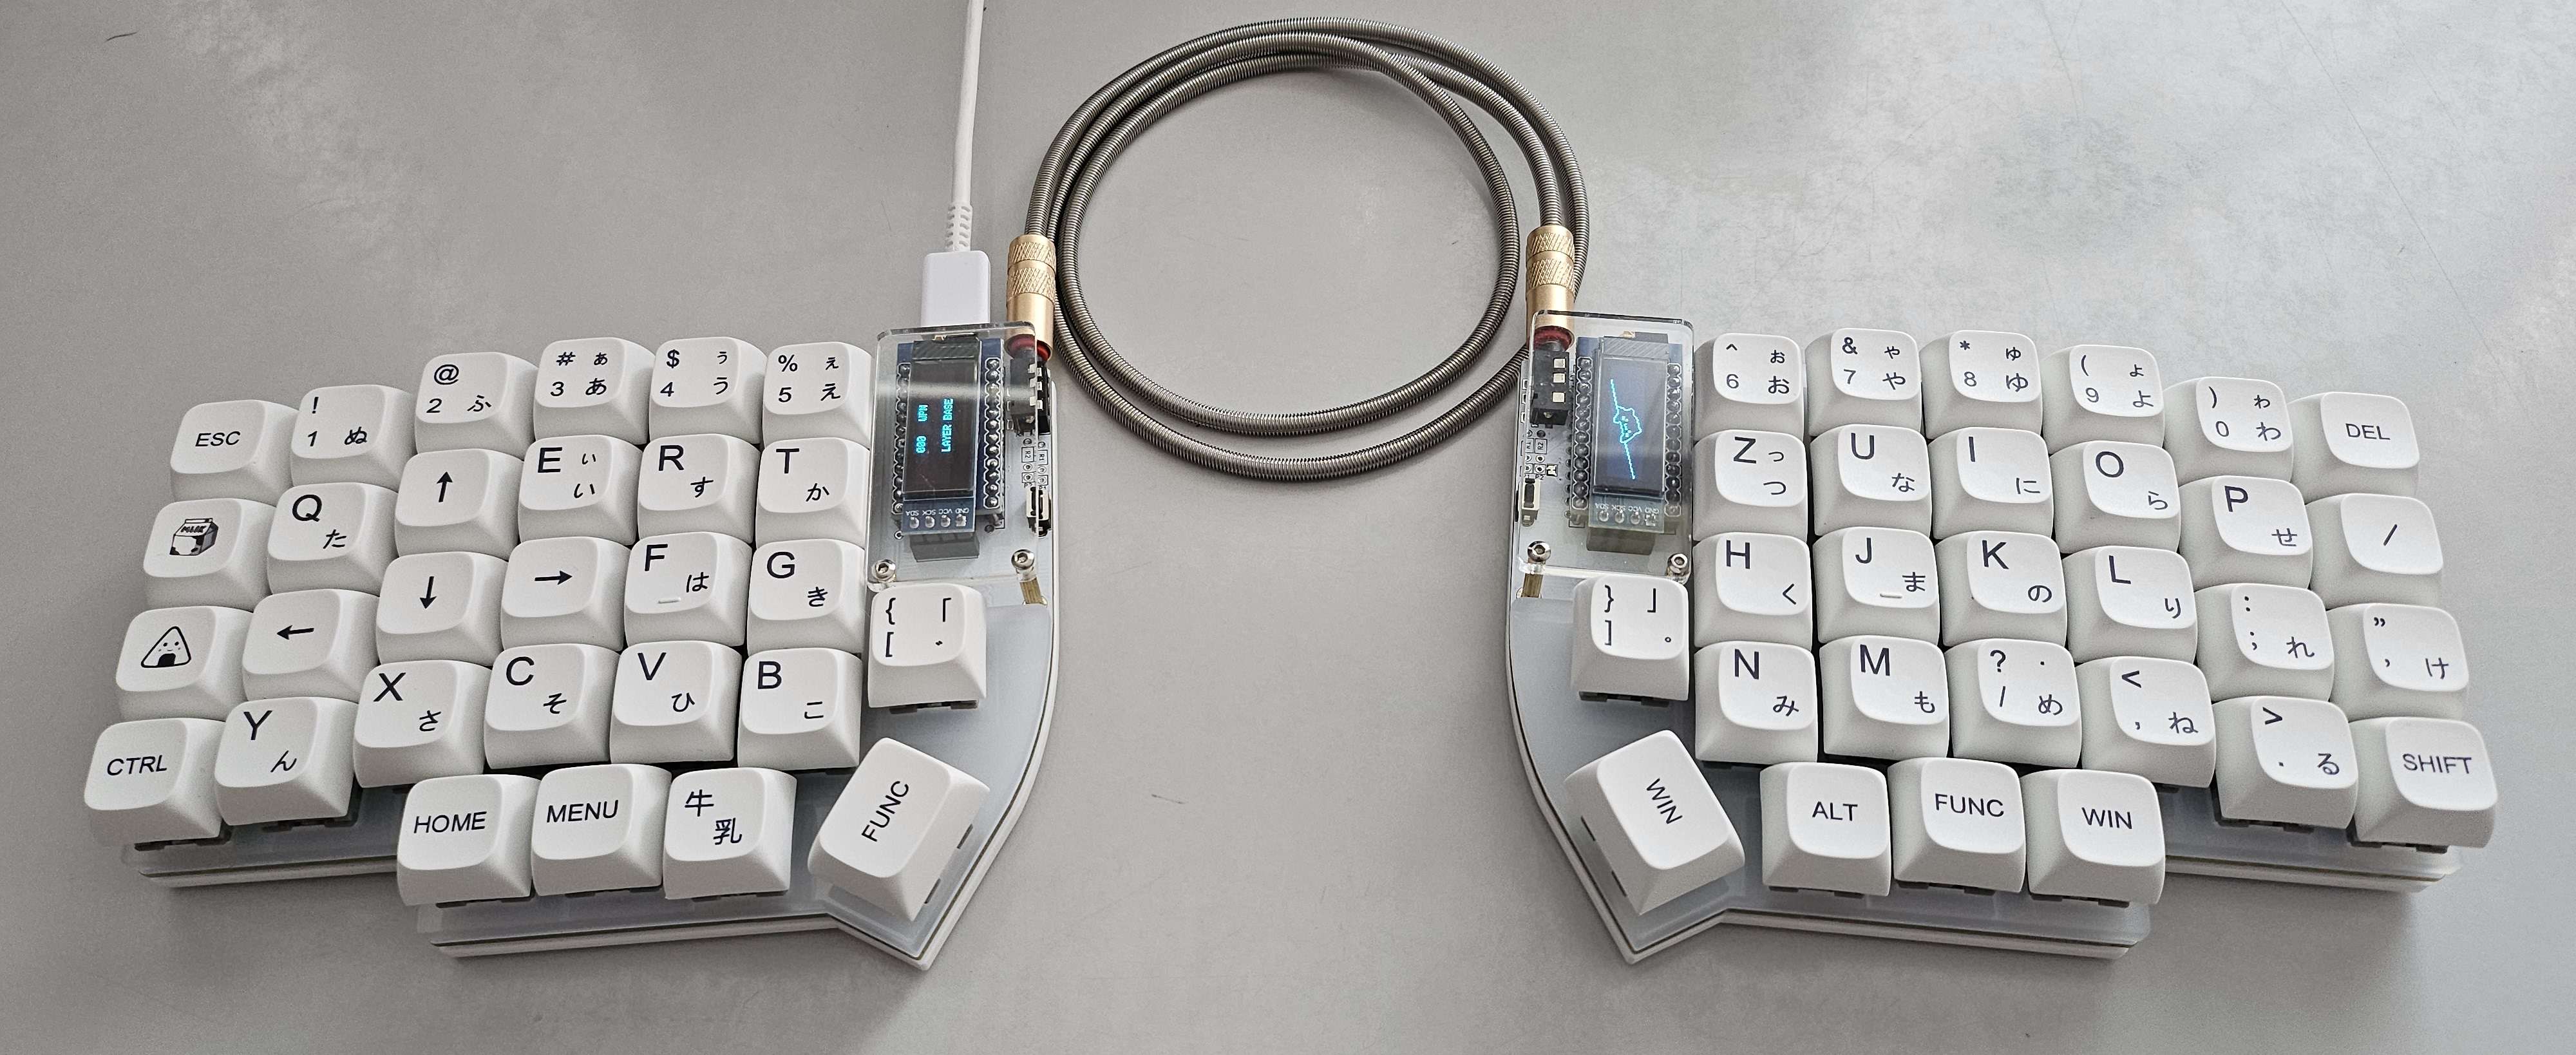 ESC
! 1 ぬ
@ 2 ふ
# ぁ 3 あ
$ ぅ 4 う
% ぇ 5 え
MILK
Q た
↑
E ぃ い
R す
T か
←
↓
→
F は
G き
{ 「 [ ゜
CTRL
Y ん
X さ
C そ
V ひ
B こ
HOME
MENU
牛乳
FUNC
000 WPM
LAYER BASE
GND VCC SCK SDA
^ ぉ 6 お
& ゃ 7 や
* ゅ 8 ゆ
( ょ 9 よ
) ゎ 0 わ
DEL
Z っ つ
U な
I に
O ら
P せ
/
H く
J ま
K の
L り
: ; れ
” ’ け
} 」 ] 。
N み
M も
? ・ / め
< , ね
> . る
SHIFT
WIN
ALT
FUNC
WIN
GND VCC SCK SDA